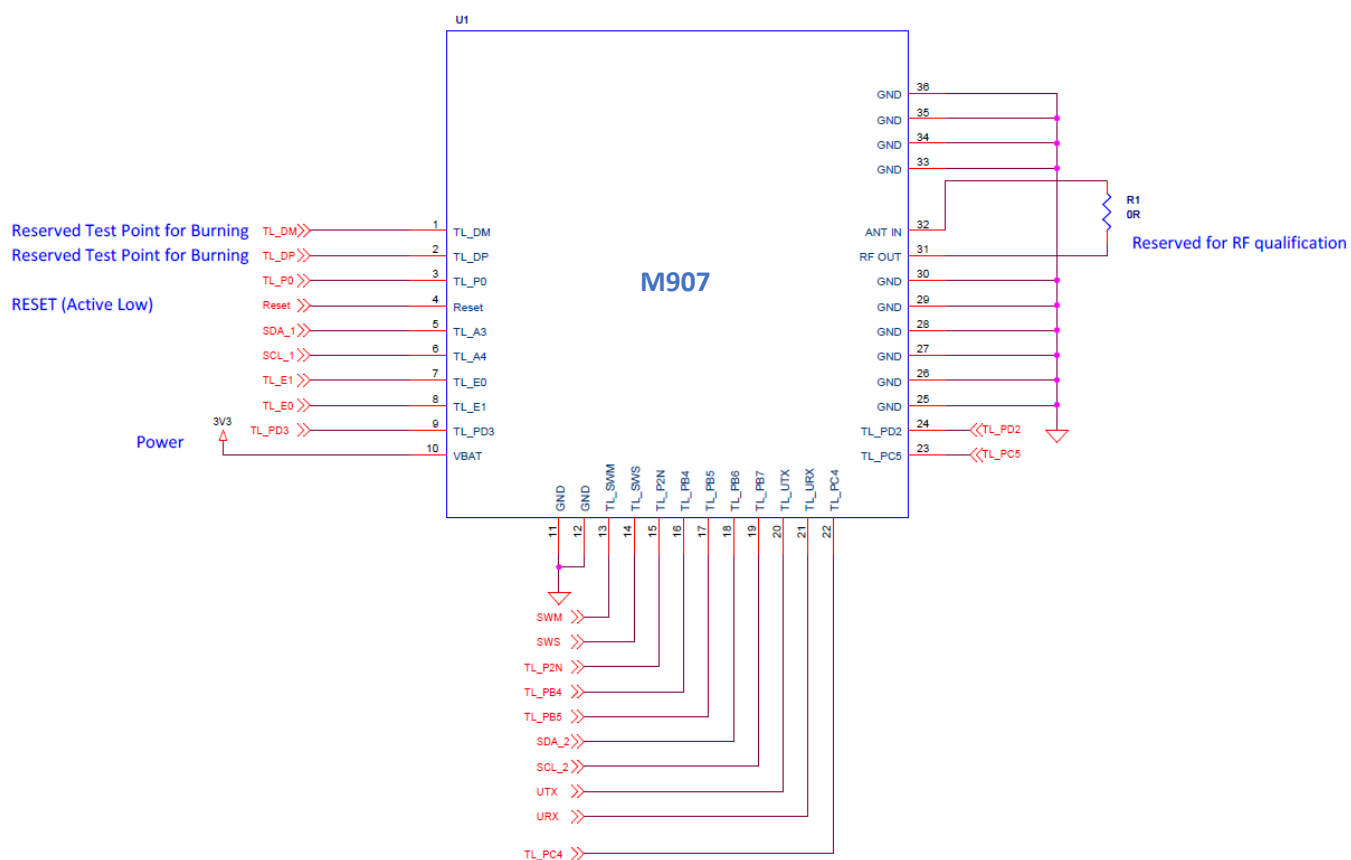 U1
M907
Reserved Test Point for Burning TL_DM 1 TL_DM
Reserved Test Point for Burning TL_DP 2 TL_DP
TL_P0 3 TL_P0
RESET (Active Low) Reset 4 Reset
SDA_1 5 TL_A3
SCL_1 6 TL_A4
TL_E1 7 TL_E0
TL_E0 8 TL_E1
TL_PD3 9 TL_PD3
Power 3V3 10 VBAT
GND 36
GND 35
GND 34
GND 33
ANT IN 32
RF OUT 31
R1
0R
Reserved for RF qualification
GND 30
GND 29
GND 28
GND 27
GND 26
GND 25
TL_PD2 24 TL_PD2
TL_PC5 23 TL_PC5
GND 11
GND 12
TL_SWM 13
TL_SWS 14
TL_P2N 15
TL_PB4 16
TL_PB5 17
TL_PB6 18
TL_PB7 19
TL_UTX 20
TL_URX 21
TL_PC4 22
SWM
SWS
TL_P2N
TL_PB4
TL_PB5
SDA_2
SCL_2
UTX
URX
TL_PC4